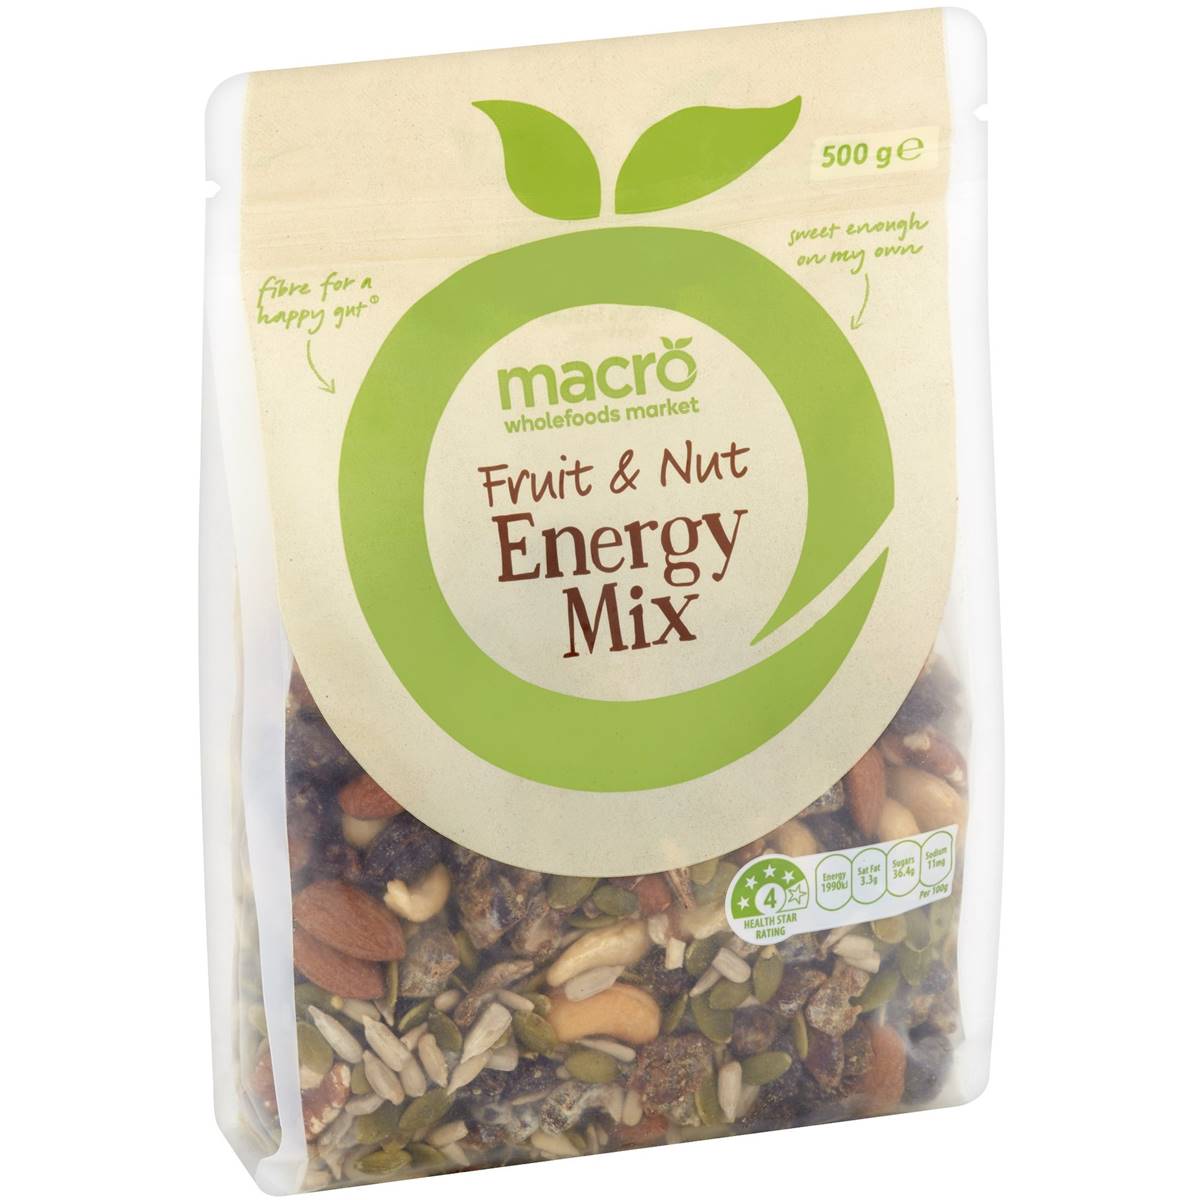 500 g e
sweet enough
on my own
fibre for a
happy gut
macro
wholefoods market
Fruit & Nut
Energy
Mix
4
HEALTH STAR
RATING
Energy
1990kJ
Sat Fat
3.3g
Sugars
36.4g
Sodium
11mg
Per 100g